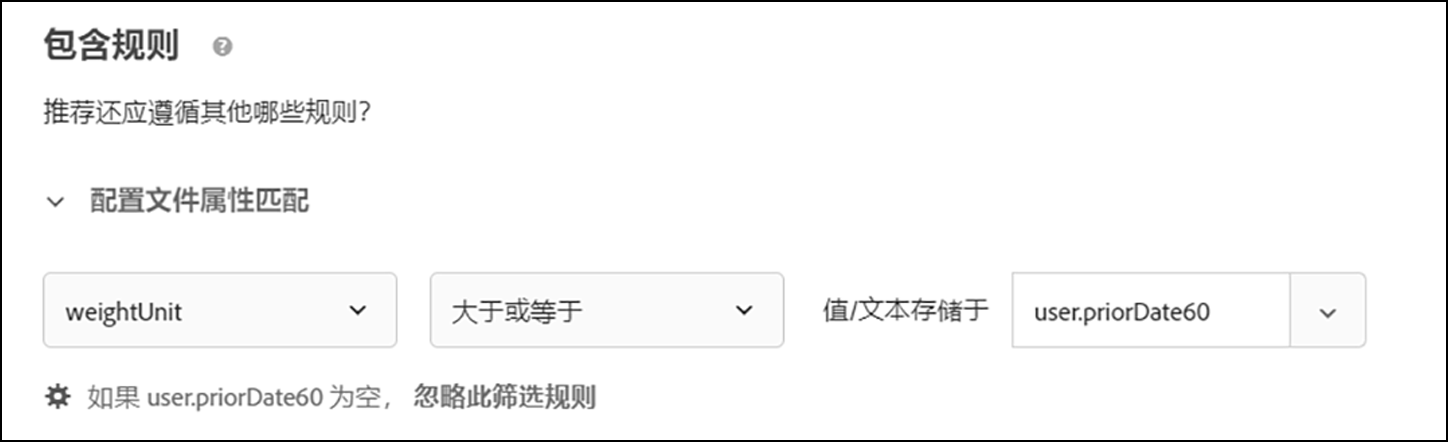 包含规则
推荐还应遵循其他哪些规则?
配置文件属性匹配
weightUnit 大于或等于 值/文本存储于 user.priorDate60
如果 user.priorDate60 为空， 忽略此筛选规则